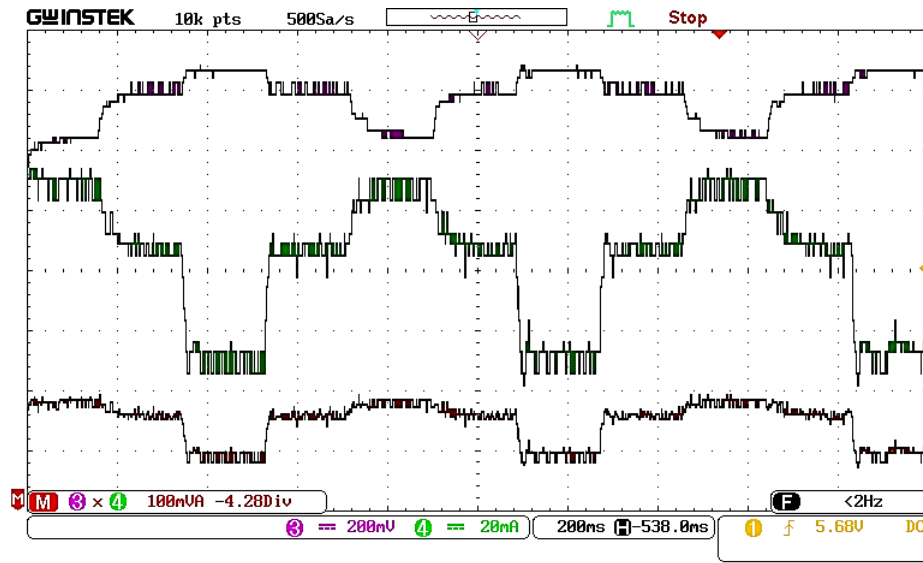 GWINSTEK 10k pts 500Sa/s Stop
M
M 3 x 4 100mVA -4.28Div F <2Hz
3 200mV 4 20mA 200ms H -538.0ms 1 5.68V DC